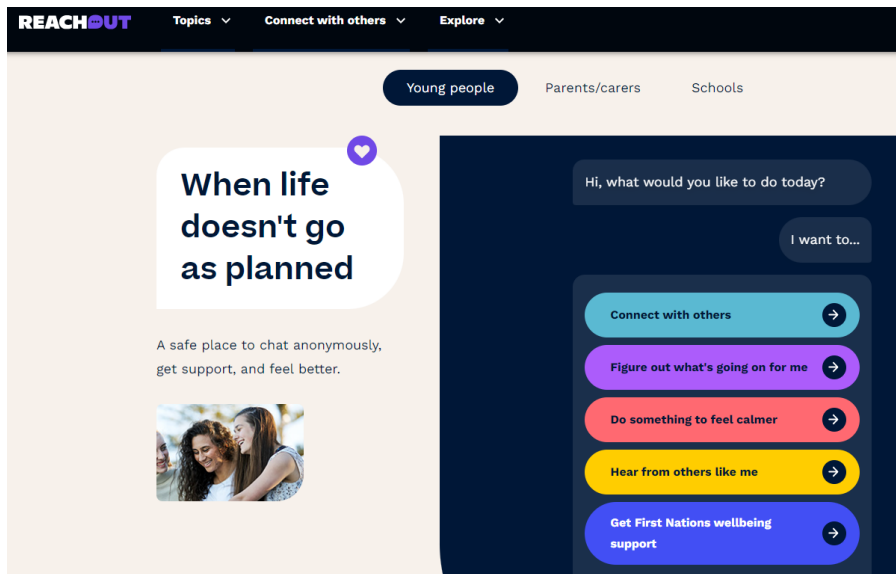 REACHOUT
Topics
Connect with others
Explore
Young people
Parents/carers
Schools
When life
doesn't go
as planned
A safe place to chat anonymously,
get support, and feel better.
Hi, what would you like to do today?
I want to...
Connect with others
Figure out what's going on for me
Do something to feel calmer
Hear from others like me
Get First Nations wellbeing
support